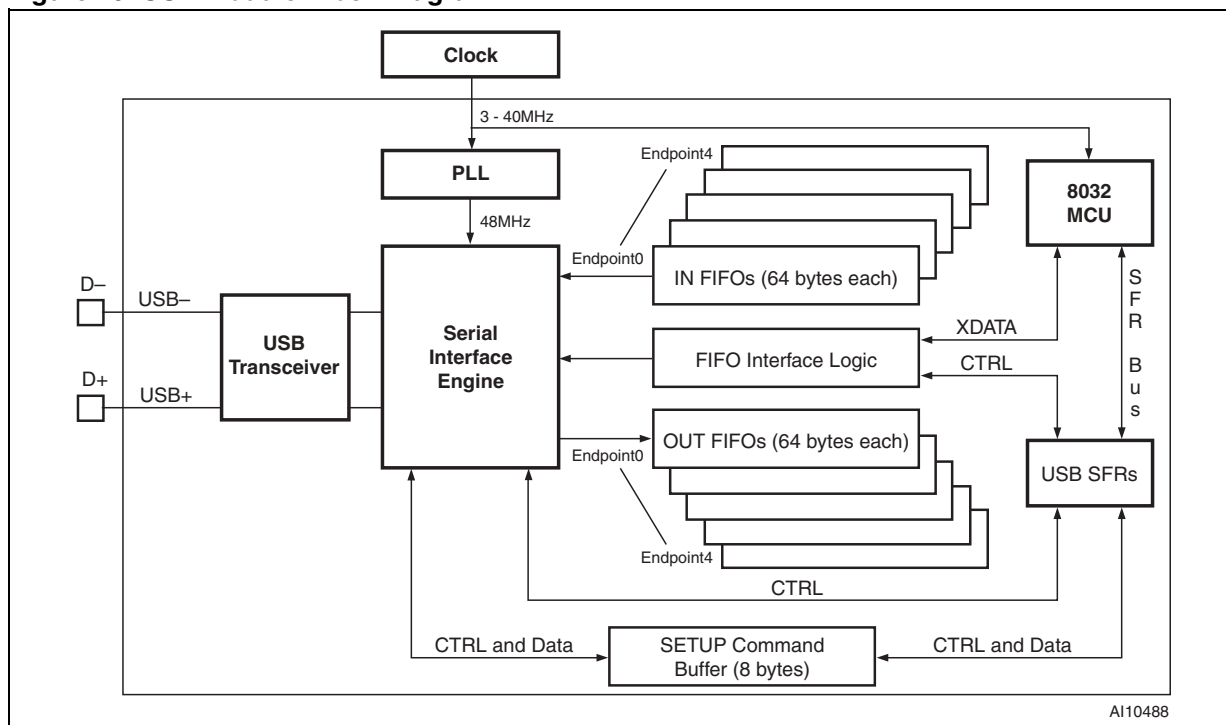 Clock
3 - 40MHz
PLL
48MHz
Endpoint4
Endpoint0
IN FIFOs (64 bytes each)
8032
MCU
D–
USB–
USB
Transceiver
D+
USB+
Serial
Interface
Engine
FIFO Interface Logic
XDATA
CTRL
SFR Bus
OUT FIFOs (64 bytes each)
Endpoint0
Endpoint4
USB SFRs
CTRL
CTRL and Data
SETUP Command
Buffer (8 bytes)
CTRL and Data
AI10488